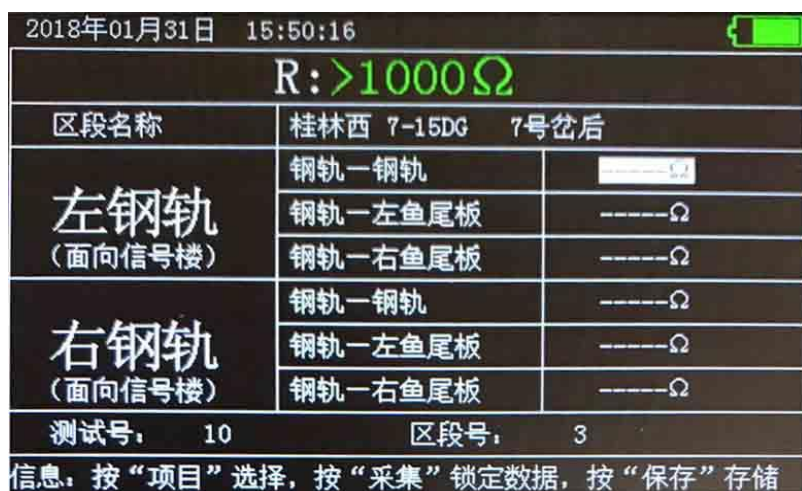 2018年01月31日 15:50:16
R:>1000Ω
区段名称 桂林西 7-15DG 7号岔后
左钢轨
(面向信号楼)
钢轨一钢轨 -----Ω
钢轨一左鱼尾板 -----Ω
钢轨一右鱼尾板 -----Ω
右钢轨
(面向信号楼)
钢轨一钢轨 -----Ω
钢轨一左鱼尾板 -----Ω
钢轨一右鱼尾板 -----Ω
测试号: 10 区段号: 3
信息:按“项目”选择,按“采集”锁定数据,按“保存”存储